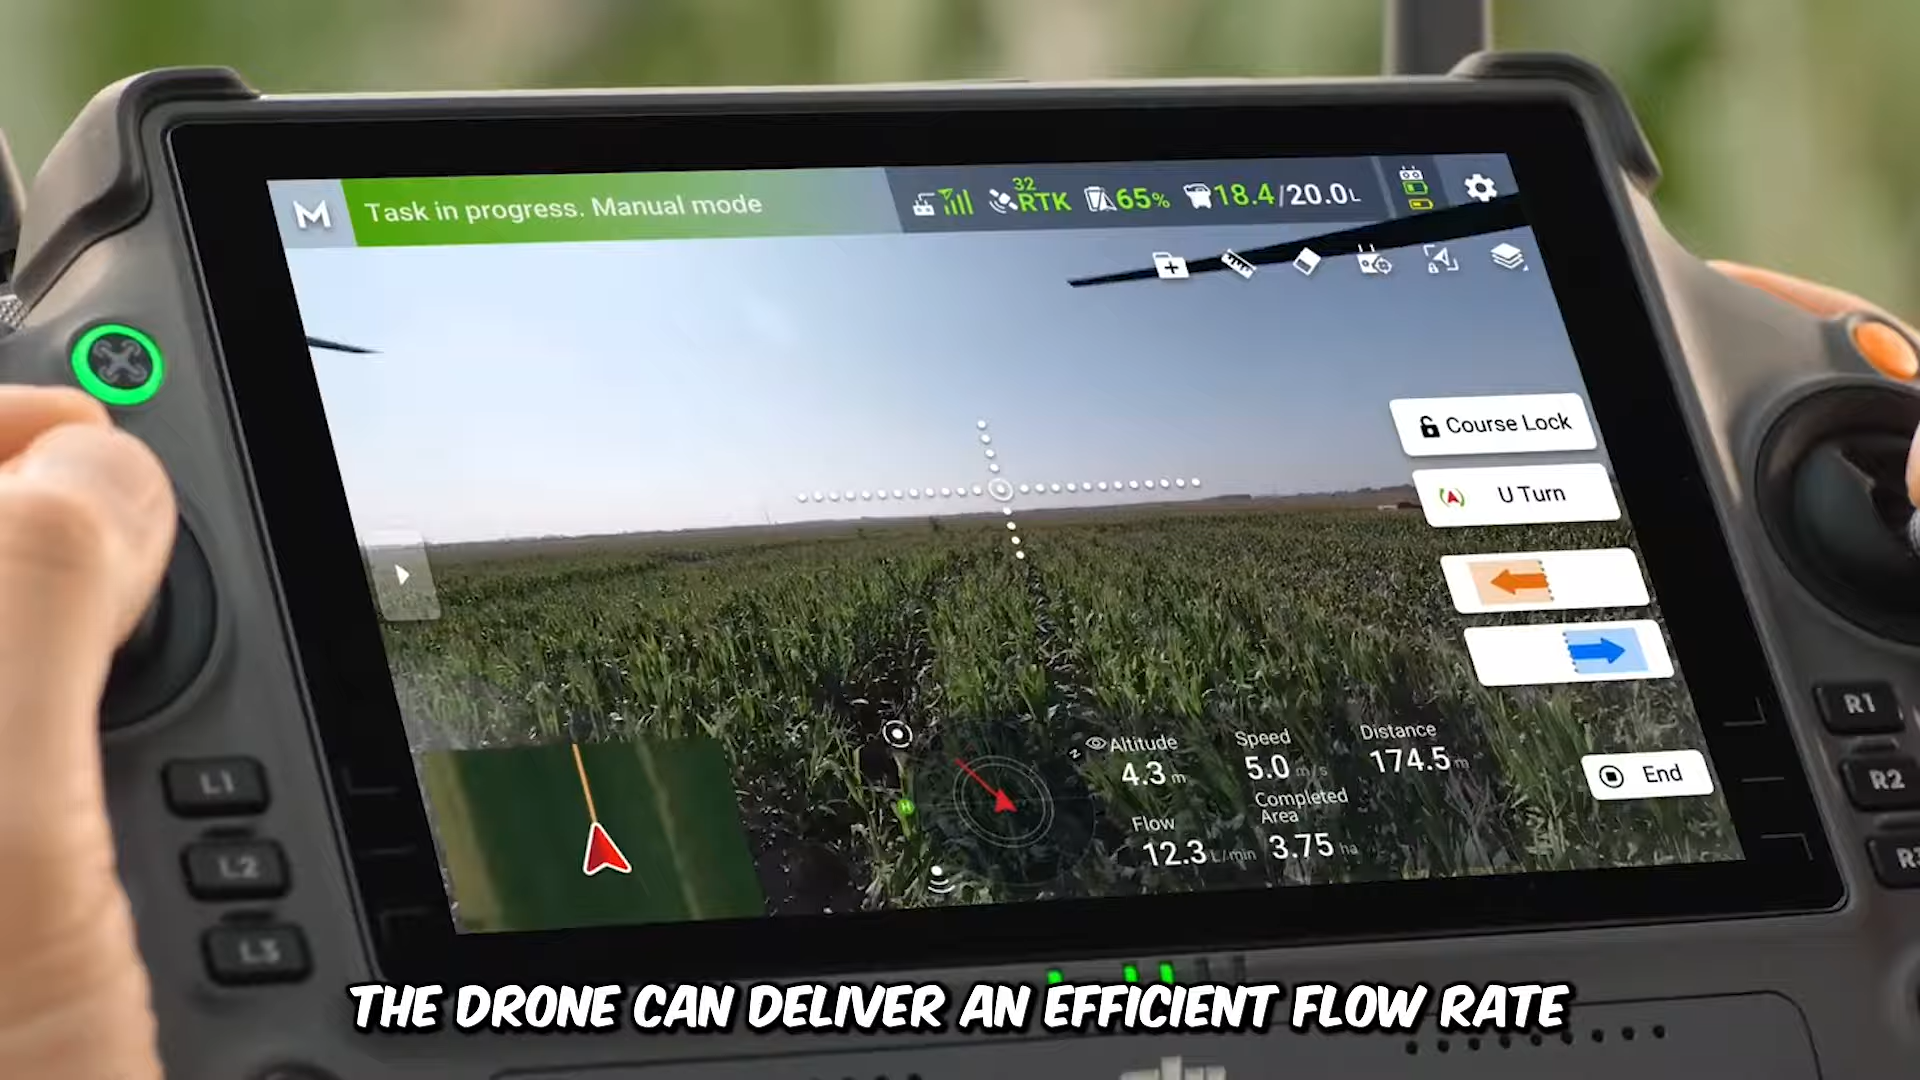 M Task in progress. Manual mode
32
RTK 65% 18.4/20.0L
Course Lock
U Turn
Altitude
4.3 m
Speed
5.0 m/s
Distance
174.5 m
Flow
12.3 L/min
Completed
Area
3.75 ha
End
N
H
L1
L2
L3
R1
R2
THE DRONE CAN DELIVER AN EFFICIENT FLOW RATE